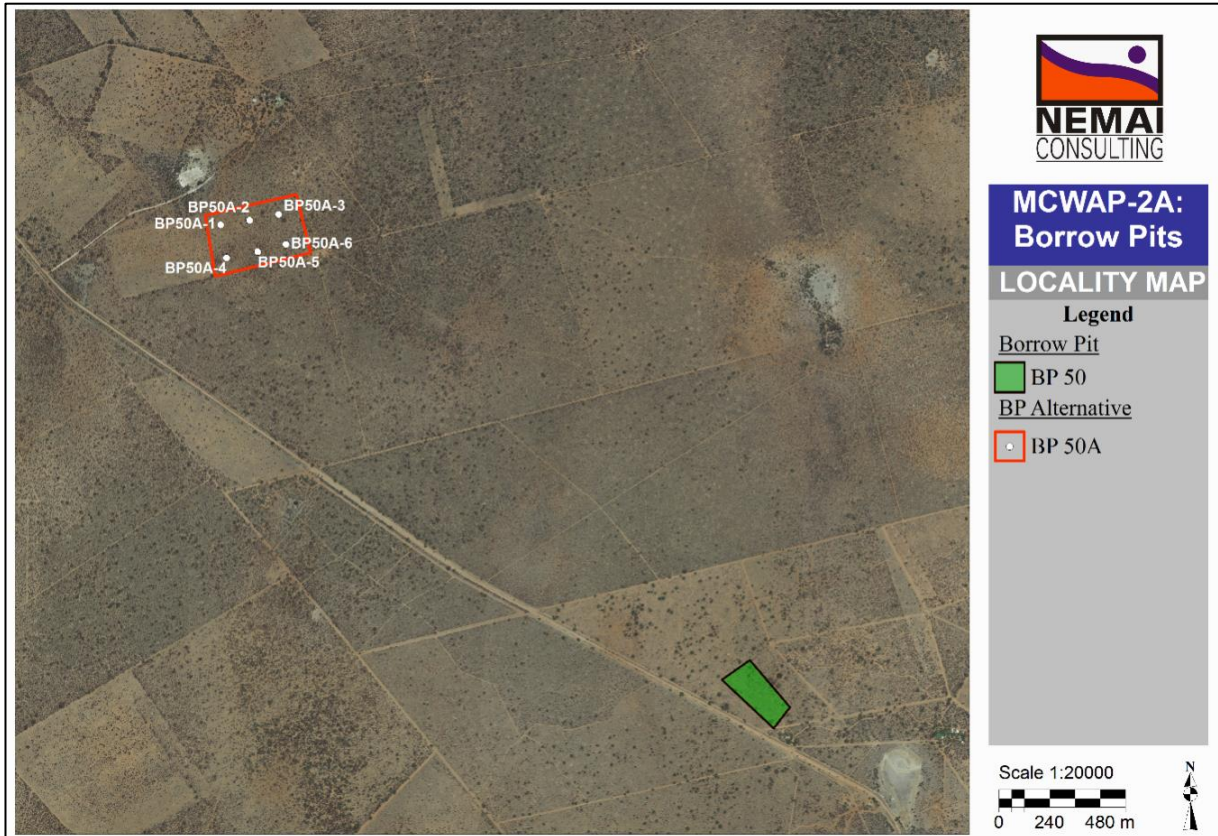 BP50A-2
BP50A-3
BP50A-1
BP50A-6
BP50A-5
BP50A-4
NEMAI
CONSULTING
MCWAP-2A:
Borrow Pits
LOCALITY MAP
Legend
Borrow Pit
BP 50
BP Alternative
BP 50A
Scale 1:20000
N
0 240 480 m